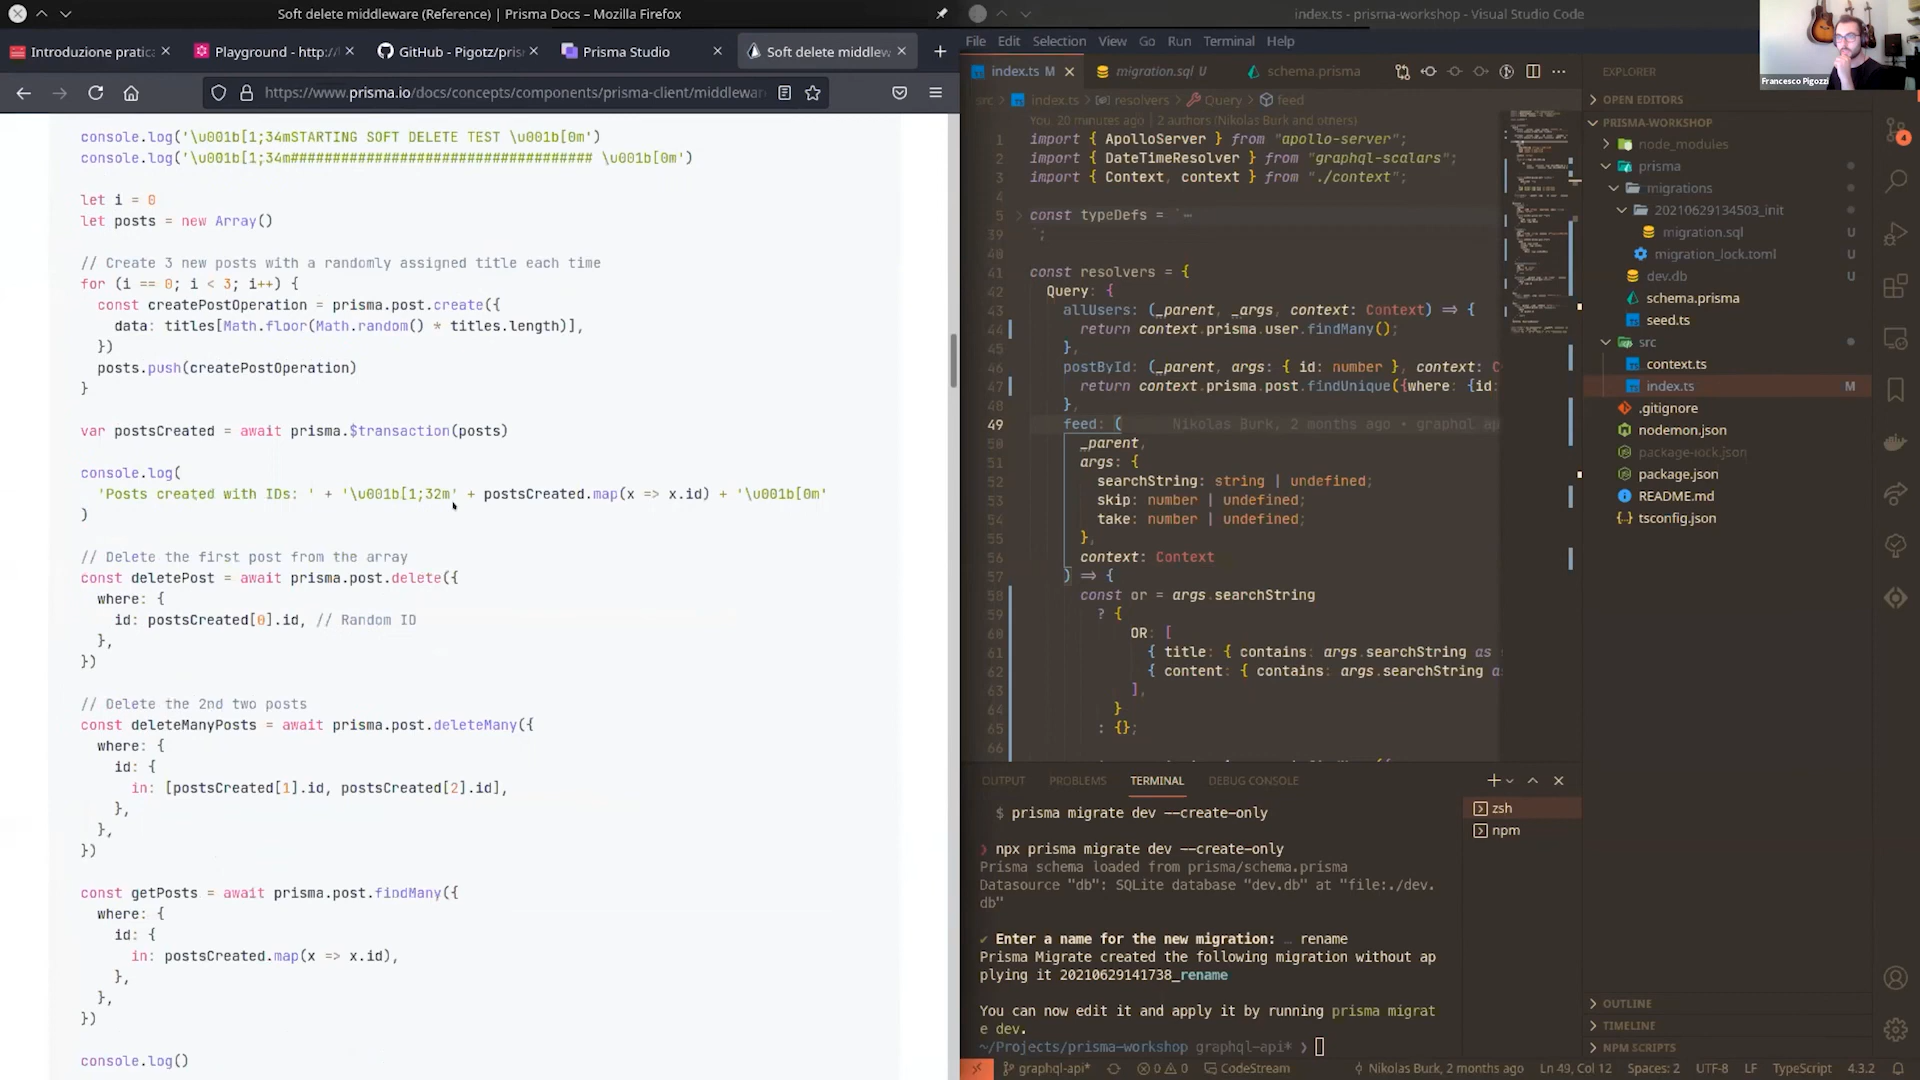 Soft delete middleware (Reference) | Prisma Docs – Mozilla Firefox
Introduzione pratica
Playground - http://l
GitHub - Pigotz/pris
Prisma Studio
Soft delete middlew
https://www.prisma.io/docs/concepts/components/prisma-client/middlewar
console.log('\u001b[1;34mSTARTING SOFT DELETE TEST \u001b[0m')
console.log('\u001b[1;34m#################################### \u001b[0m')
let i = 0
let posts = new Array()
// Create 3 new posts with a randomly assigned title each time
for (i == 0; i < 3; i++) {
const createPostOperation = prisma.post.create({
data: titles[Math.floor(Math.random() * titles.length)],
})
posts.push(createPostOperation)
}
var postsCreated = await prisma.$transaction(posts)
console.log(
'Posts created with IDs: ' + '\u001b[1;32m' + postsCreated.map(x => x.id) + '\u001b[0m'
)
// Delete the first post from the array
const deletePost = await prisma.post.delete({
where: {
id: postsCreated[0].id, // Random ID
},
})
// Delete the 2nd two posts
const deleteManyPosts = await prisma.post.deleteMany({
where: {
id: {
in: [postsCreated[1].id, postsCreated[2].id],
},
},
})
const getPosts = await prisma.post.findMany({
where: {
id: {
in: postsCreated.map(x => x.id),
},
},
})
console.log()
index.ts - prisma-workshop - Visual Studio Code
File Edit Selection View Go Run Terminal Help
index.ts M
migration.sql U
schema.prisma
src > index.ts > resolvers > Query > feed
You 20 minutes ago | 2 authors (Nikolas Burk and others)
1 import { ApolloServer } from "apollo-server";
2 import { DateTimeResolver } from "graphql-scalars";
3 import { Context, context } from "./context";
4
5 const typeDefs = `⋯
39 `;
40
41 const resolvers = {
42 Query: {
43 allUsers: (_parent, _args, context: Context) => {
44 return context.prisma.user.findMany();
45 },
46 postById: (_parent, args: { id: number }, context: C
47 return context.prisma.post.findUnique({where: {id:
48 },
49 feed: ( Nikolas Burk, 2 months ago • graphql ap
50 _parent,
51 args: {
52 searchString: string | undefined;
53 skip: number | undefined;
54 take: number | undefined;
55 },
56 context: Context
57 ) => {
58 const or = args.searchString
59 ? {
60 OR: [
61 { title: { contains: args.searchString as
62 { content: { contains: args.searchString as
63 ],
64 }
65 : {};
66
OUTPUT PROBLEMS TERMINAL DEBUG CONSOLE
$ prisma migrate dev --create-only
❯ npx prisma migrate dev --create-only
Prisma schema loaded from prisma/schema.prisma
Datasource "db": SQLite database "dev.db" at "file:./dev.
db"
✔ Enter a name for the new migration: … rename
Prisma Migrate created the following migration without ap
plying it 20210629141738_rename
You can now edit it and apply it by running prisma migrat
e dev.
~/Projects/prisma-workshop graphql-api* ❯
zsh
npm
EXPLORER
OPEN EDITORS
PRISMA-WORKSHOP
node_modules
prisma
migrations
20210629134503_init
migration.sql U
migration_lock.toml U
dev.db U
schema.prisma
seed.ts
src
context.ts
index.ts M
.gitignore
nodemon.json
package-lock.json
package.json
README.md
tsconfig.json
OUTLINE
TIMELINE
NPM SCRIPTS
4
Francesco Pigozzi
graphql-api* 0 0 CodeStream Nikolas Burk, 2 months ago Ln 49, Col 12 Spaces: 2 UTF-8 LF TypeScript 4.3.2